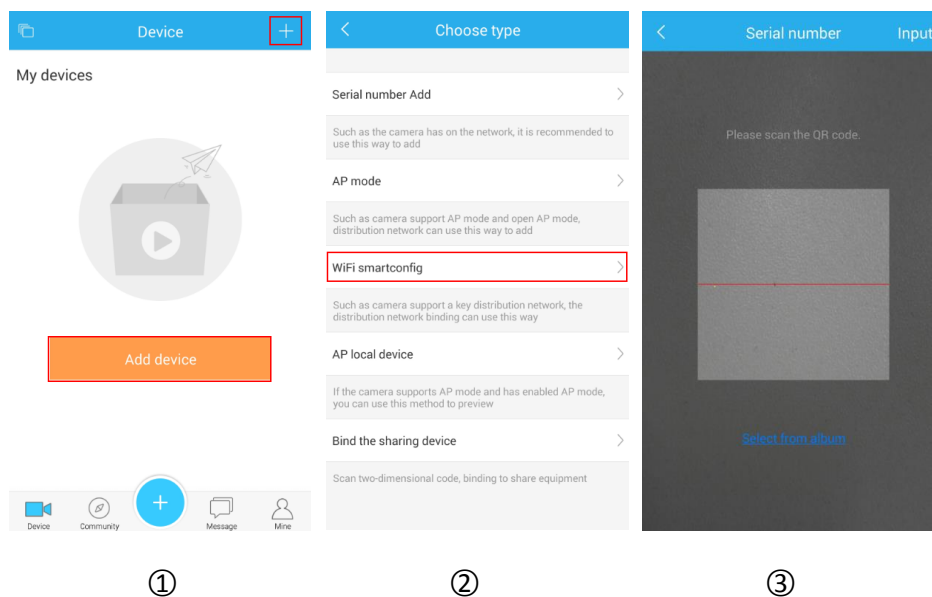 Device
My devices
Add device
Device
Community
Message
Mine
Choose type
Serial number Add
Such as the camera has on the network, it is recommended to
use this way to add
AP mode
Such as camera support AP mode and open AP mode,
distribution network can use this way to add
WiFi smartconfig
Such as camera support a key distribution network, the
distribution network binding can use this way
AP local device
If the camera supports AP mode and has enabled AP mode,
you can use this method to preview
Bind the sharing device
Scan two-dimensional code, binding to share equipment
Serial number Input
Please scan the QR code.
Select from album
① ② ③